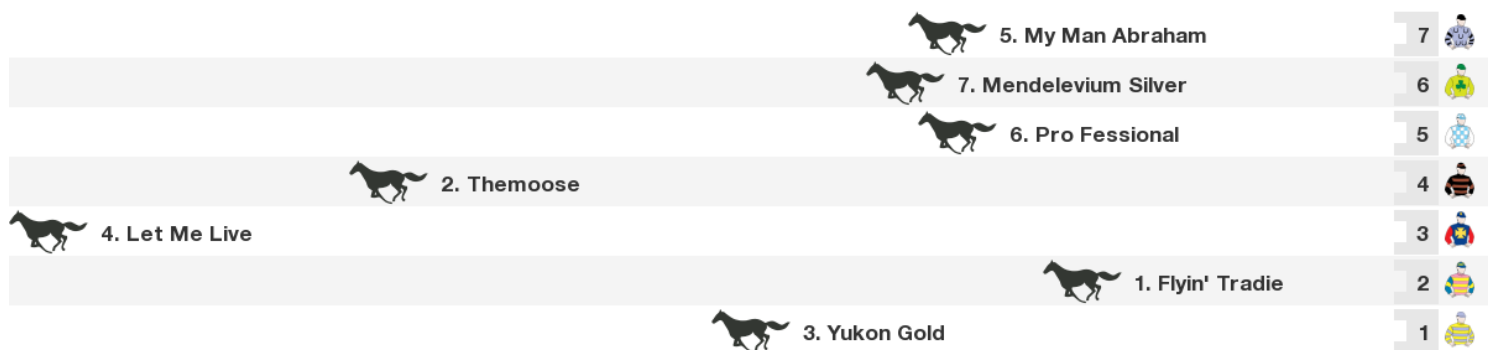 5. My Man Abraham 7
7. Mendelevium Silver 6
6. Pro Fessional 5
2. Themoose 4
4. Let Me Live 3
1. Flyin' Tradie 2
3. Yukon Gold 1